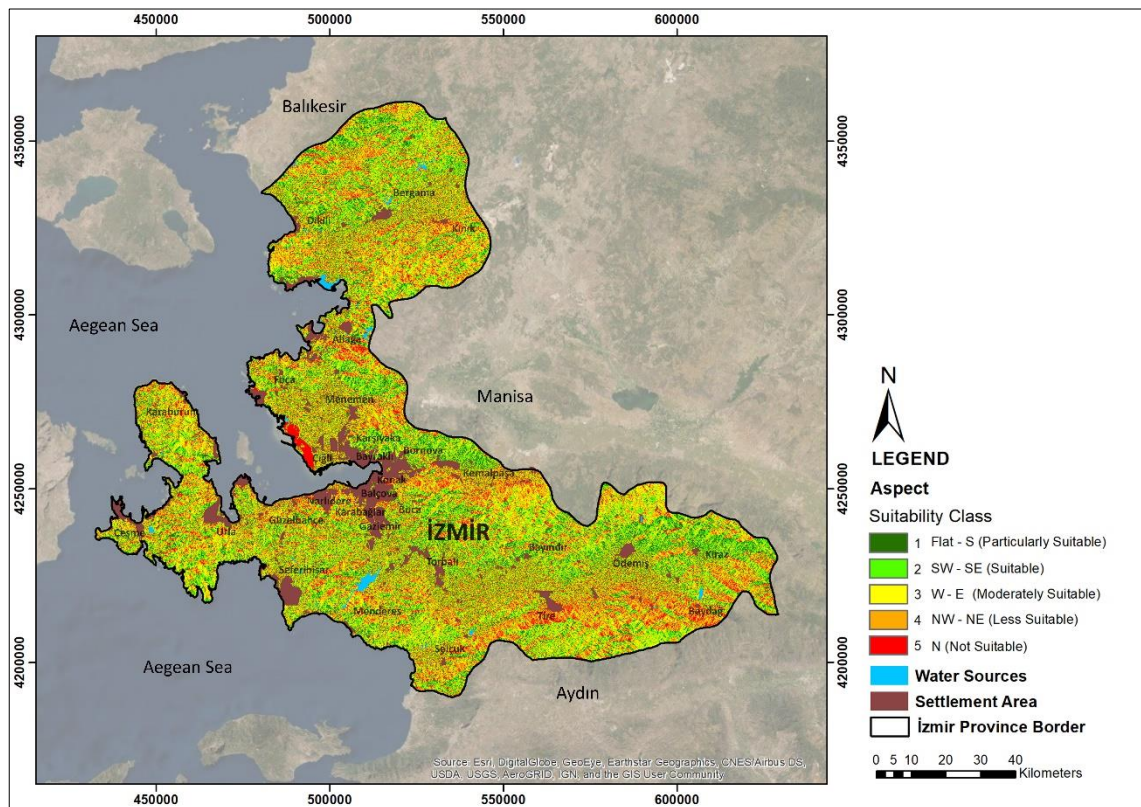 450000 500000 550000 600000
4350000
4300000
4250000
4200000
Balıkesir
Bergama
Dikili
Kınık
Aegean Sea
Aliağa
Manisa
Foça
Menemen
Karaburun
Karşıyaka
Çiğli
Bayraklı
Bornova
Kemalpaşa
Konak
Balçova
Narlıdere
Karabağlar
Buca
Güzelbahçe
Gaziemir
İZMİR
Çeşme
Urla
Bayındır
Kiraz
Ödemiş
Torbalı
Seferihisar
Menderes
Tire
Beydağ
Selçuk
Aegean Sea
Aydın
Source: Esri, DigitalGlobe, GeoEye, Earthstar Geographics, CNES/Airbus DS,
USDA, USGS, AeroGRID, IGN, and the GIS User Community
4350000
4300000
4250000
4200000
450000 500000 550000 600000
N
LEGEND
Aspect
Suitability Class
1 Flat - S (Particularly Suitable)
2 SW - SE (Suitable)
3 W - E (Moderately Suitable)
4 NW - NE (Less Suitable)
5 N (Not Suitable)
Water Sources
Settlement Area
İzmir Province Border
0 5 10 20 30 40
Kilometers